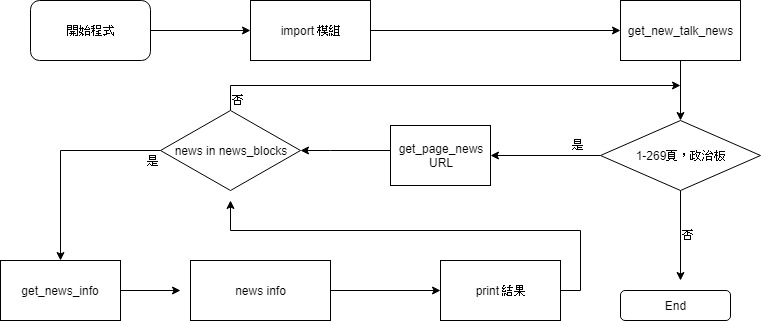 開始程式
import 模組
get_new_talk_news
否
news in news_blocks
是
get_page_news
URL
是
1-269頁，政治板
否
get_news_info
news info
print 結果
End